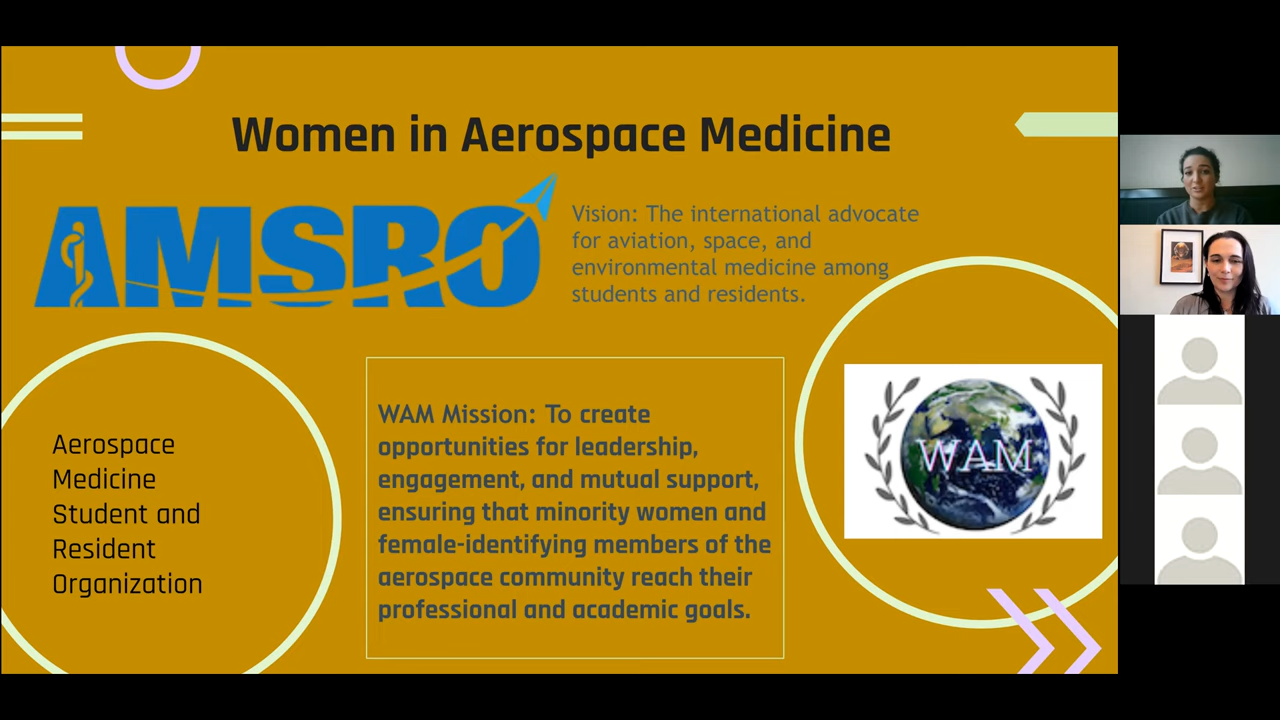 Women in Aerospace Medicine
AMSRO
Vision: The international advocate
for aviation, space, and
environmental medicine among
students and residents.
Aerospace
Medicine
Student and
Resident
Organization
WAM Mission: To create
opportunities for leadership,
engagement, and mutual support,
ensuring that minority women and
female-identifying members of the
aerospace community reach their
professional and academic goals.
WAM